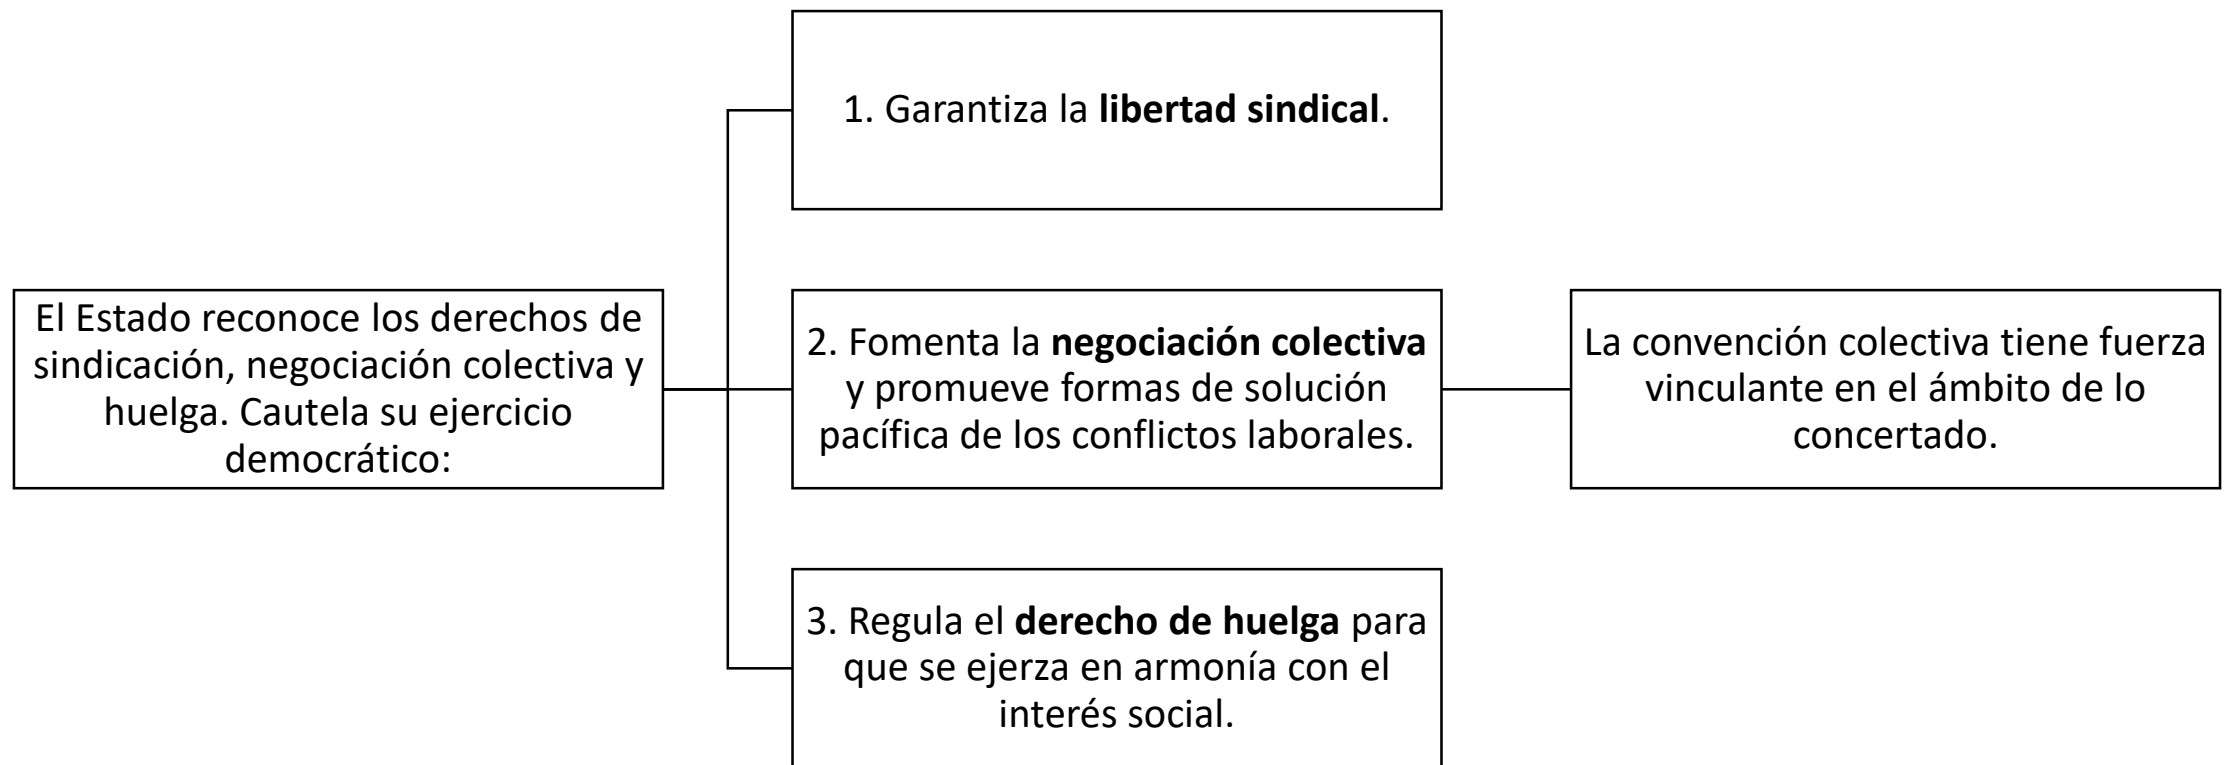 El Estado reconoce los derechos de
sindicación, negociación colectiva y
huelga. Cautela su ejercicio
democrático:
1. Garantiza la libertad sindical.
2. Fomenta la negociación colectiva
y promueve formas de solución
pacífica de los conflictos laborales.
La convención colectiva tiene fuerza
vinculante en el ámbito de lo
concertado.
3. Regula el derecho de huelga para
que se ejerza en armonía con el
interés social.